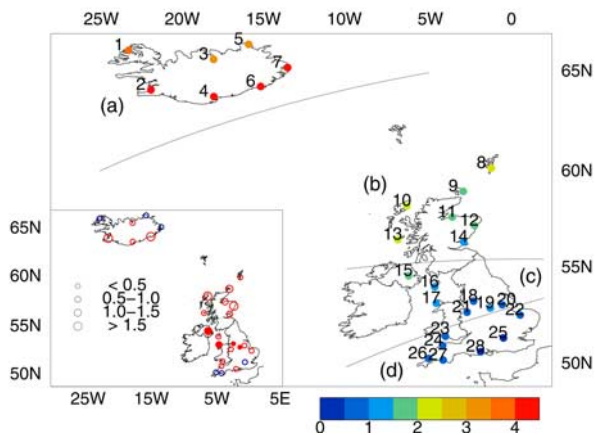 25W 20W 15W 10W 5W 0
1 3 5
7
2 4 6
(a)
65N
8
60N
9
(b) 10 11 12
13 14
55N
15 16 (c)
17 18 19 20
21 22
23 24 25
26 27 28
(d)
50N
65N
60N
55N
50N
< 0.5
0.5–1.0
1.0–1.5
> 1.5
25W 15W 5W 5E
0 1 2 3 4